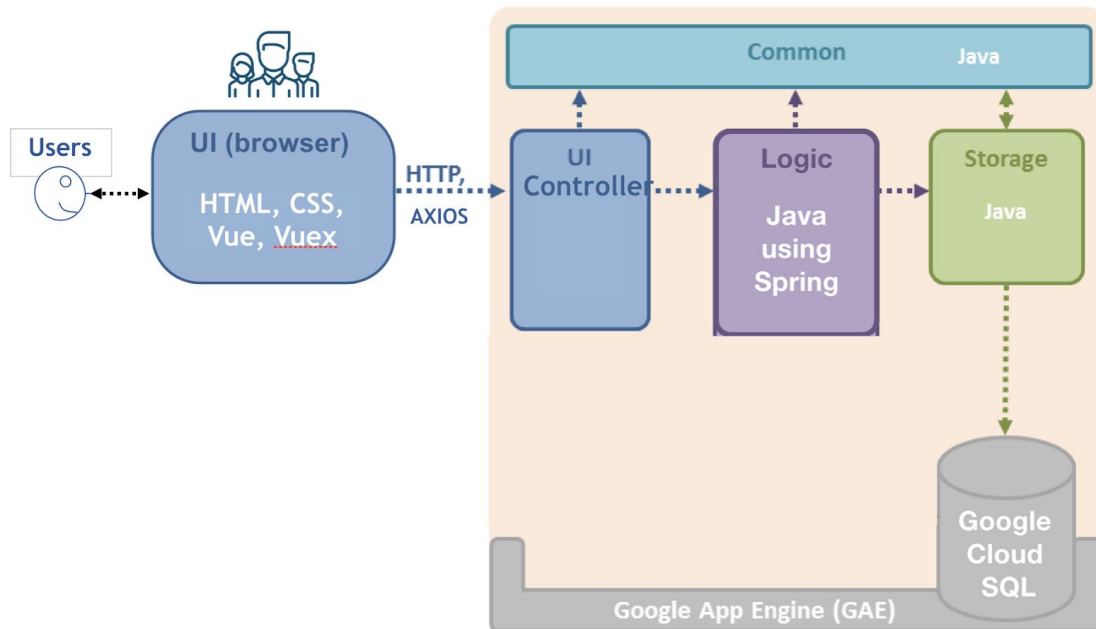 Common
Java
Users
UI (browser)
HTML, CSS,
Vue, Vuex
HTTP,
AXIOS
UI
Controller
Logic
Java
using
Spring
Storage
Java
Google
Cloud
SQL
Google App Engine (GAE)